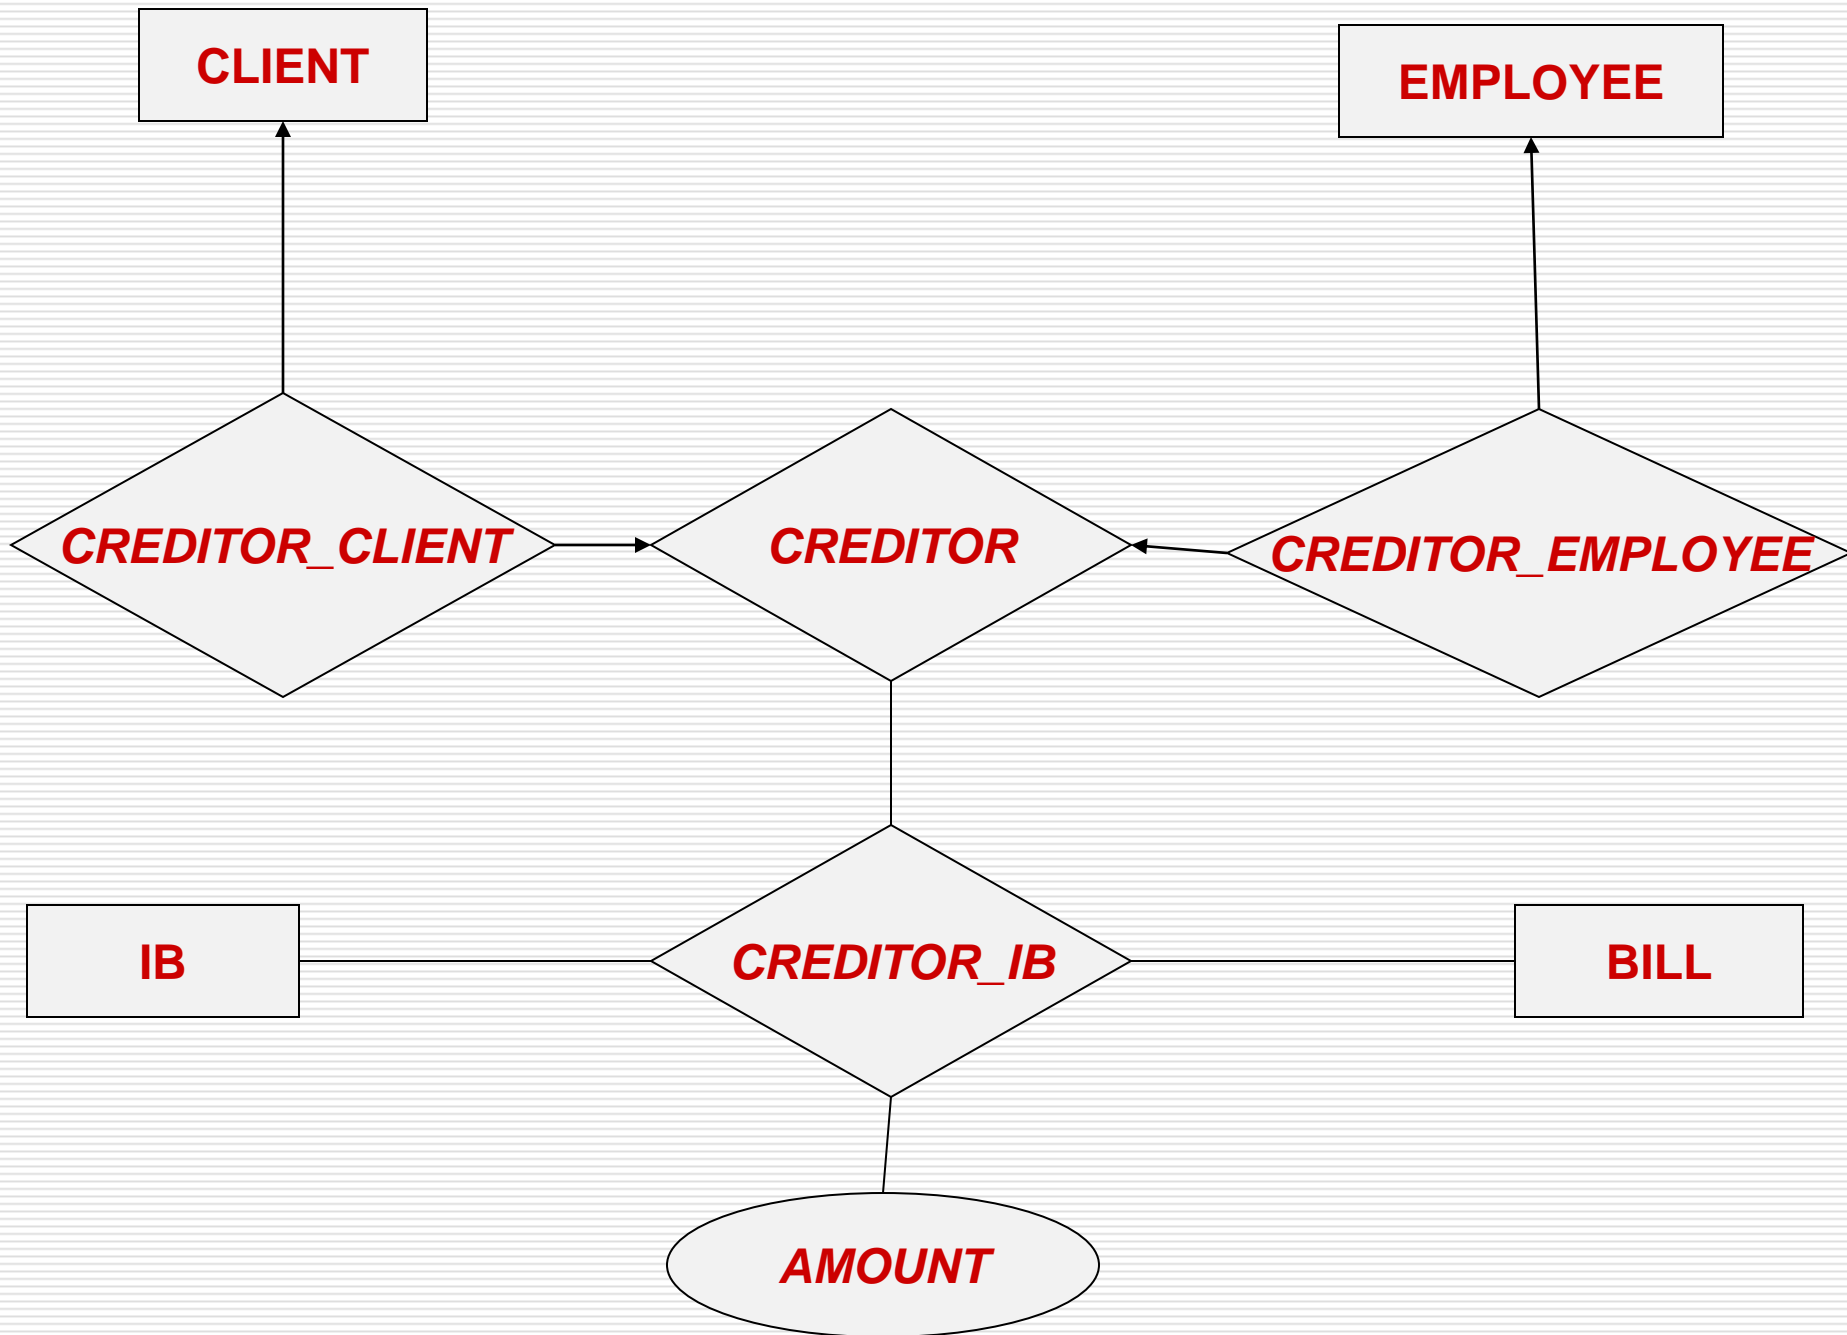 CLIENT
EMPLOYEE
CREDITOR_CLIENT
CREDITOR
CREDITOR_EMPLOYEE
IB
CREDITOR_IB
BILL
AMOUNT